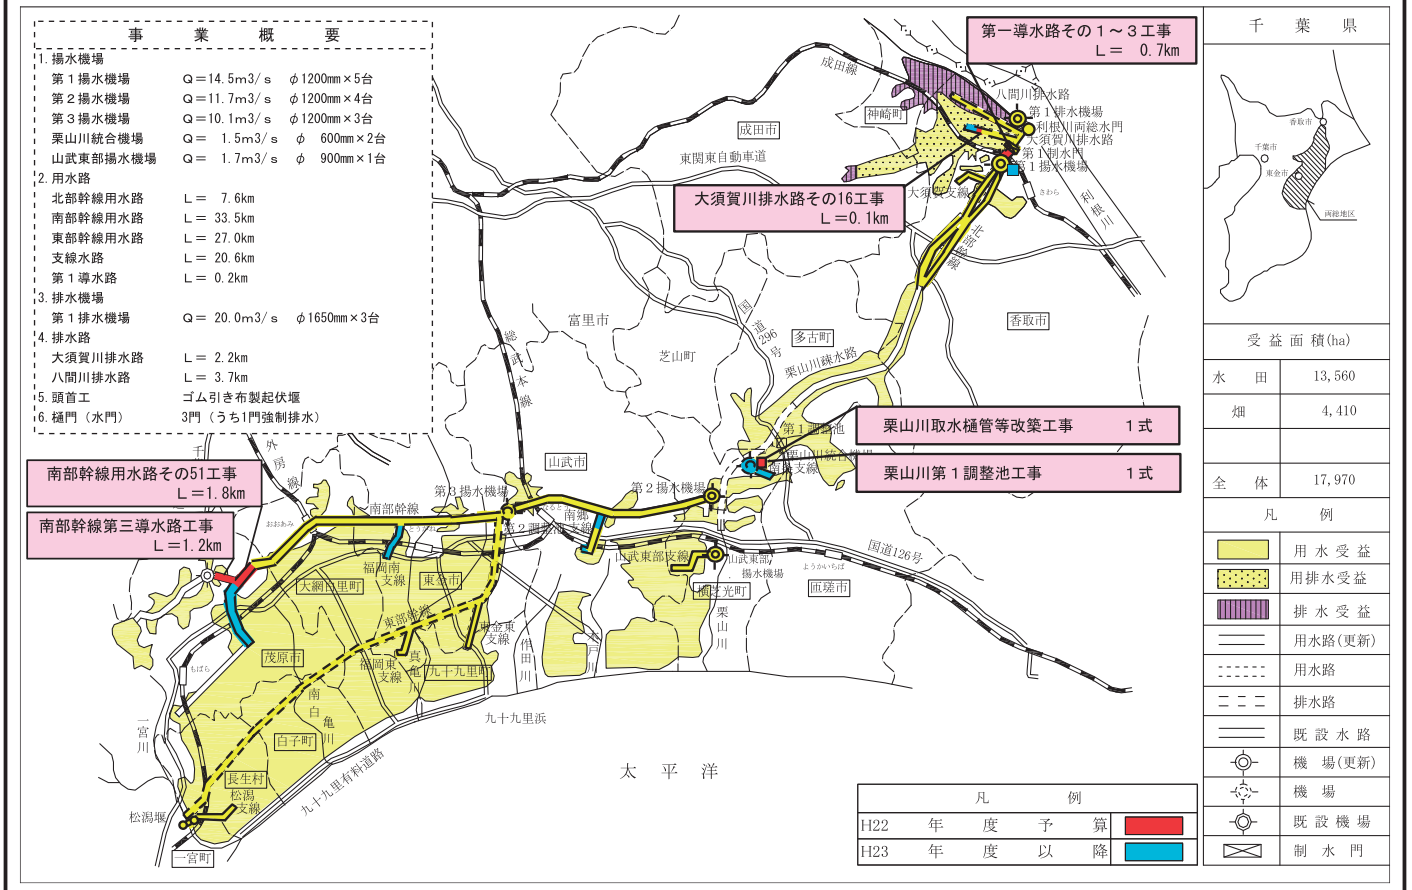 事 業 概 要
1. 揚水機場
第１揚水機場 Q＝14.5m3/s φ1200mm×5台
第２揚水機場 Q＝11.7m3/s φ1200mm×4台
第３揚水機場 Q＝10.1m3/s φ1200mm×3台
栗山川統合機場 Q＝ 1.5m3/s φ 600mm×2台
山武東部揚水機場 Q＝ 1.7m3/s φ 900mm×1台
2. 用水路
北部幹線用水路 L＝ 7.6km
南部幹線用水路 L＝ 33.5km
東部幹線用水路 L＝ 27.0km
支線水路 L＝ 20.6km
第１導水路 L＝ 0.2km
3. 排水機場
第１排水機場 Q＝ 20.0m3/s φ1650mm×3台
4. 排水路
大須賀川排水路 L＝ 2.2km
八間川排水路 L＝ 3.7km
5. 頭首工 ゴム引き布製起伏堰
6. 樋門（水門） 3門（うち1門強制排水）
第一導水路その１～３工事
L＝ 0.7km
大須賀川排水路その16工事
L＝0.1km
栗山川取水樋管等改築工事 1式
栗山川第１調整池工事 1式
南部幹線用水路その51工事
L＝1.8km
南部幹線第三導水路工事
L＝1.2km
成田線
神崎町
成田市
東関東自動車道
八間川排水路
第１排水機場
利根川両総水門
大須賀川排水路
第１制水門
第１揚水機場
大須賀支線
さわら
利根川
北部幹線
香取市
国道296号
多古町
富里市
芝山町
総武本線
栗山川疎水路
第１調整池
栗山川統合機場
南条支線
外房線
山武市
第３揚水機場
第２揚水機場
南部幹線
おおあみ
南郷
支線
第２調整池
国道126号
ようかいちば
匝瑳市
山武東部支線
山武東部
揚水機場
横芝光町
栗山川
福岡南
支線
東金市
大網白里町
東部幹線
東金東
支線
作田川
木戸川
茂原市
福岡東
支線
真亀川
九十九里町
もばら
南白亀川
一宮川
白子町
九十九里浜
九十九里有料道路
長生村
松潟
支線
松潟堰
一宮町
太 平 洋
凡 例
H22 年 度 予 算
H23 年 度 以 降
千 葉 県
香取市
千葉市
東金市
両総地区
受 益 面 積(ha)
水 田 13,560
畑 4,410
全 体 17,970
凡 例
用 水 受 益
用排水受益
排 水 受 益
用水路(更新)
用水路
排水路
既 設 水 路
機 場(更新)
機 場
既 設 機 場
制 水 門